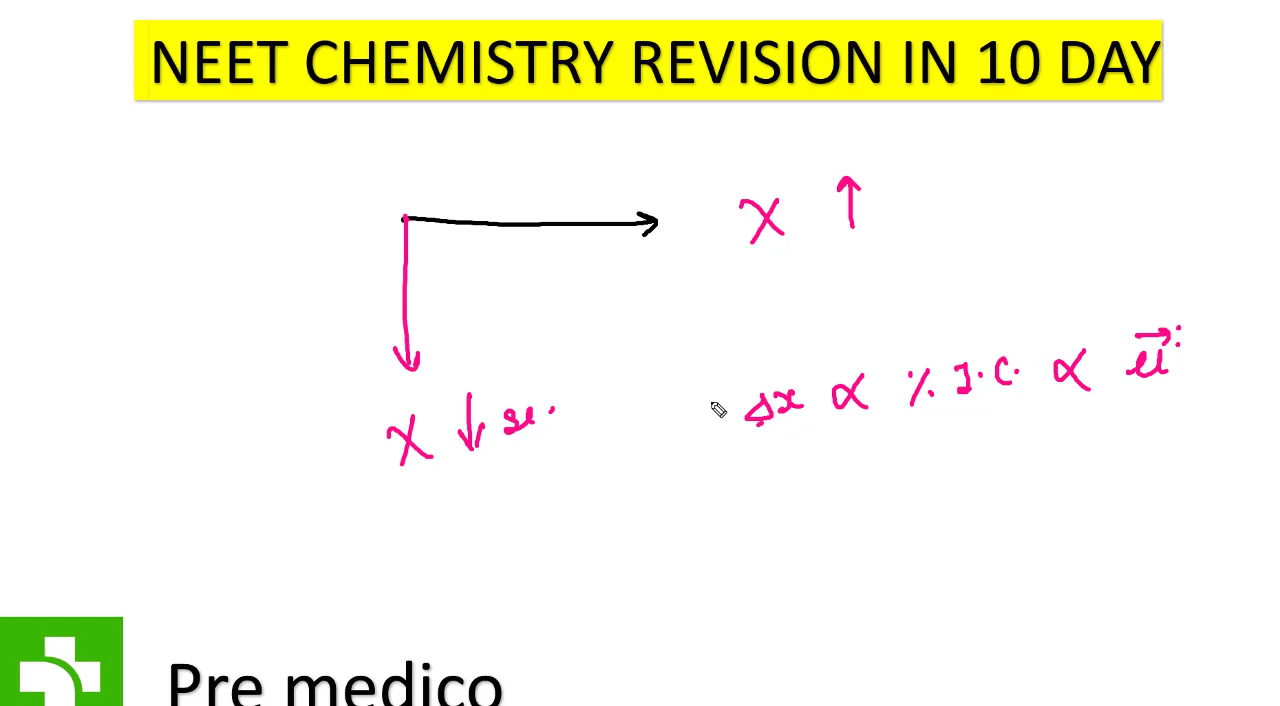 NEET CHEMISTRY REVISION IN 10 DAY
X ↑
Δx ∝ % I.C. ∝ μ⃗
X ↓
Pre medico